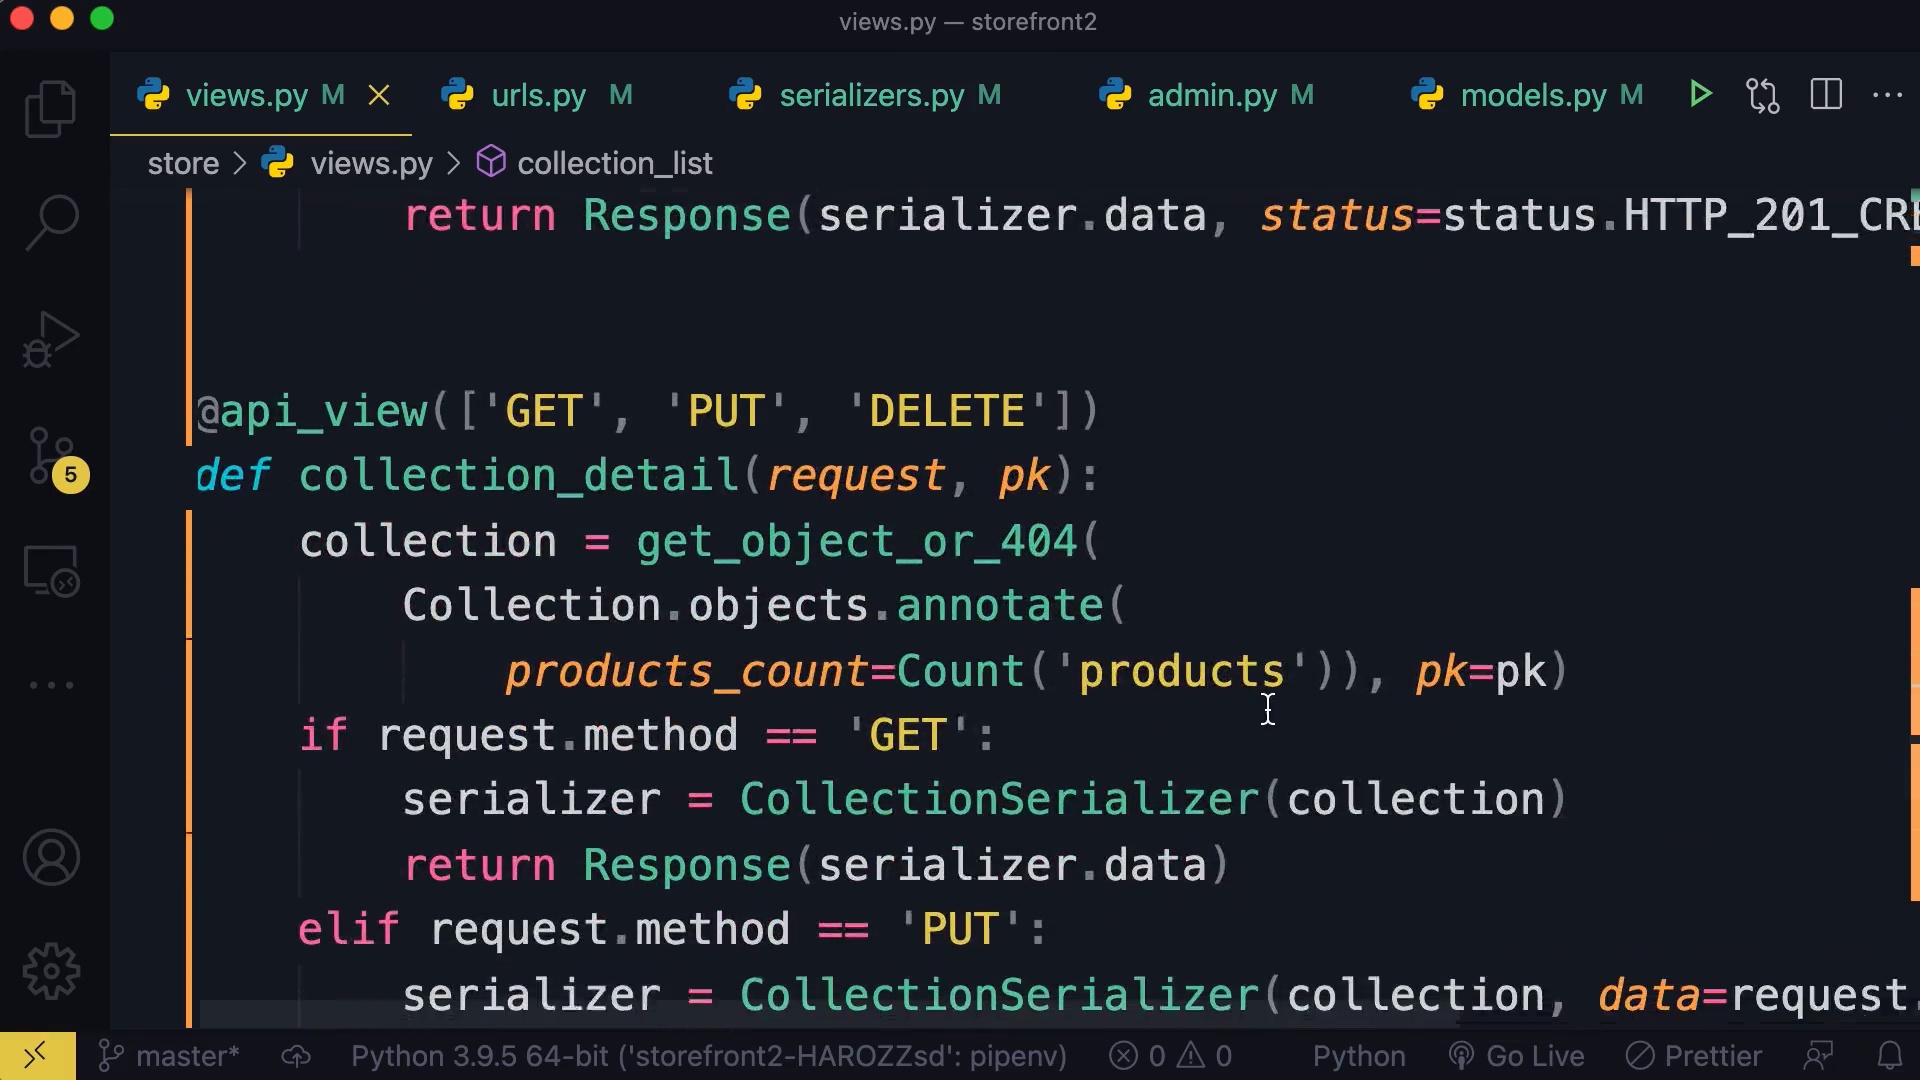 views.py — storefront2
views.py M urls.py M serializers.py M admin.py M models.py M
store > views.py > collection_list
return Response(serializer.data, status=status.HTTP_201_CRE
@api_view(['GET', 'PUT', 'DELETE'])
def collection_detail(request, pk):
collection = get_object_or_404(
Collection.objects.annotate(
products_count=Count('products')), pk=pk)
if request.method == 'GET':
serializer = CollectionSerializer(collection)
return Response(serializer.data)
elif request.method == 'PUT':
serializer = CollectionSerializer(collection, data=request.
5
master* Python 3.9.5 64-bit ('storefront2-HAROZZsd': pipenv) 0 0 Python Go Live Prettier